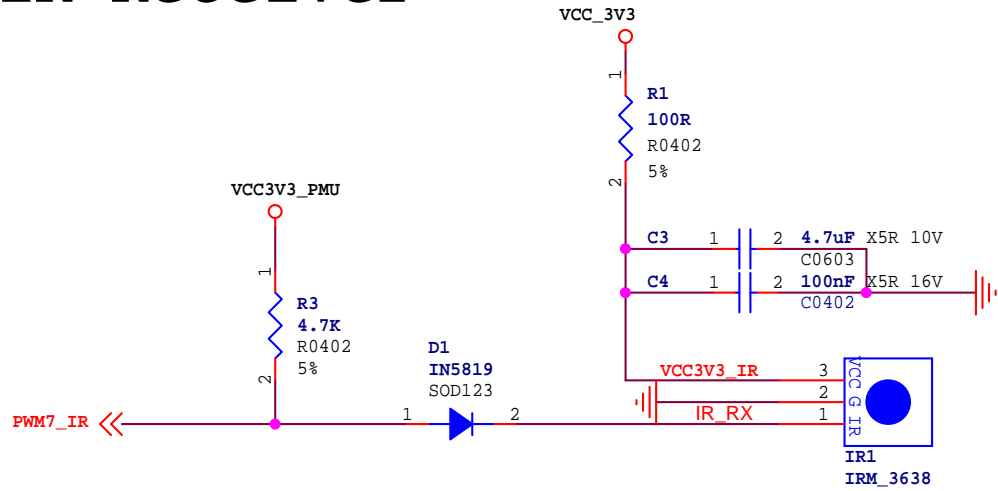 VCC_3V3
1
R1
100R
R0402
5%
2
VCC3V3_PMU
1
R3
4.7K
R0402
5%
2
C3 1 2 4.7uF X5R 10V
C0603
C4 1 2 100nF X5R 16V
C0402
D1
IN5819
SOD123
PWM7_IR
1 2
VCC3V3_IR 3 VCC
2 G
IR_RX 1 IR
IR1
IRM_3638